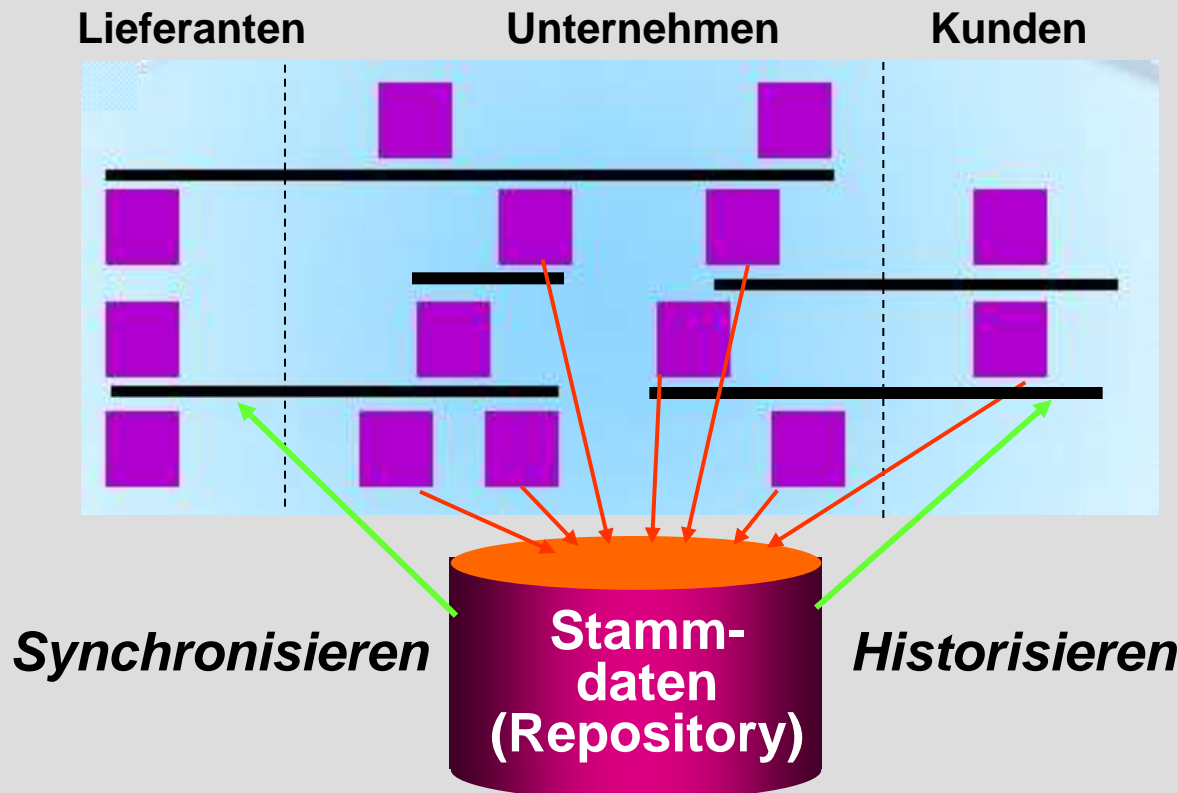 Lieferanten
Unternehmen
Kunden
Synchronisieren
Stamm-
daten
(Repository)
Historisieren